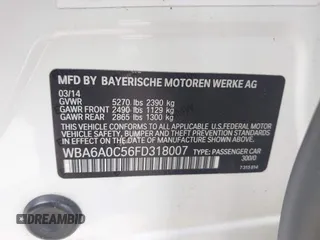 MFD BY BAYERISCHE MOTOREN WERKE AG
03/14
GVWR 5270 lbs 2390 kg
GAWR FRONT 2490 lbs 1129 kg
GAWR REAR 2865 lbs 1300 kg
THIS VEHICLE CONFORMS TO ALL APPLICABLE U.S. FEDERAL MOTOR
VEHICLE SAFETY, BUMPER, AND THEFT PREVENTION STANDARDS IN
EFFECT ON THE DATE OF MANUFACTURE SHOWN ABOVE.
WBA6A0C56FD318007 TYPE: PASSENGER CAR
300/0
DREAMBID